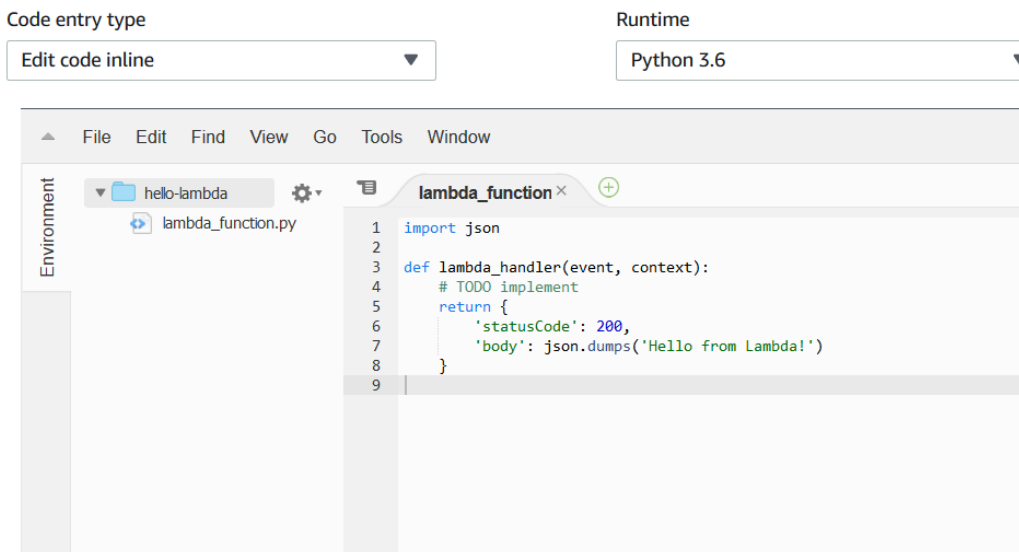 Code entry type Runtime
Edit code inline Python 3.6
File Edit Find View Go Tools Window
Environment
hello-lambda
lambda_function.py
lambda_function ×
1 import json
2
3 def lambda_handler(event, context):
4     # TODO implement
5     return {
6         'statusCode': 200,
7         'body': json.dumps('Hello from Lambda!')
8     }
9